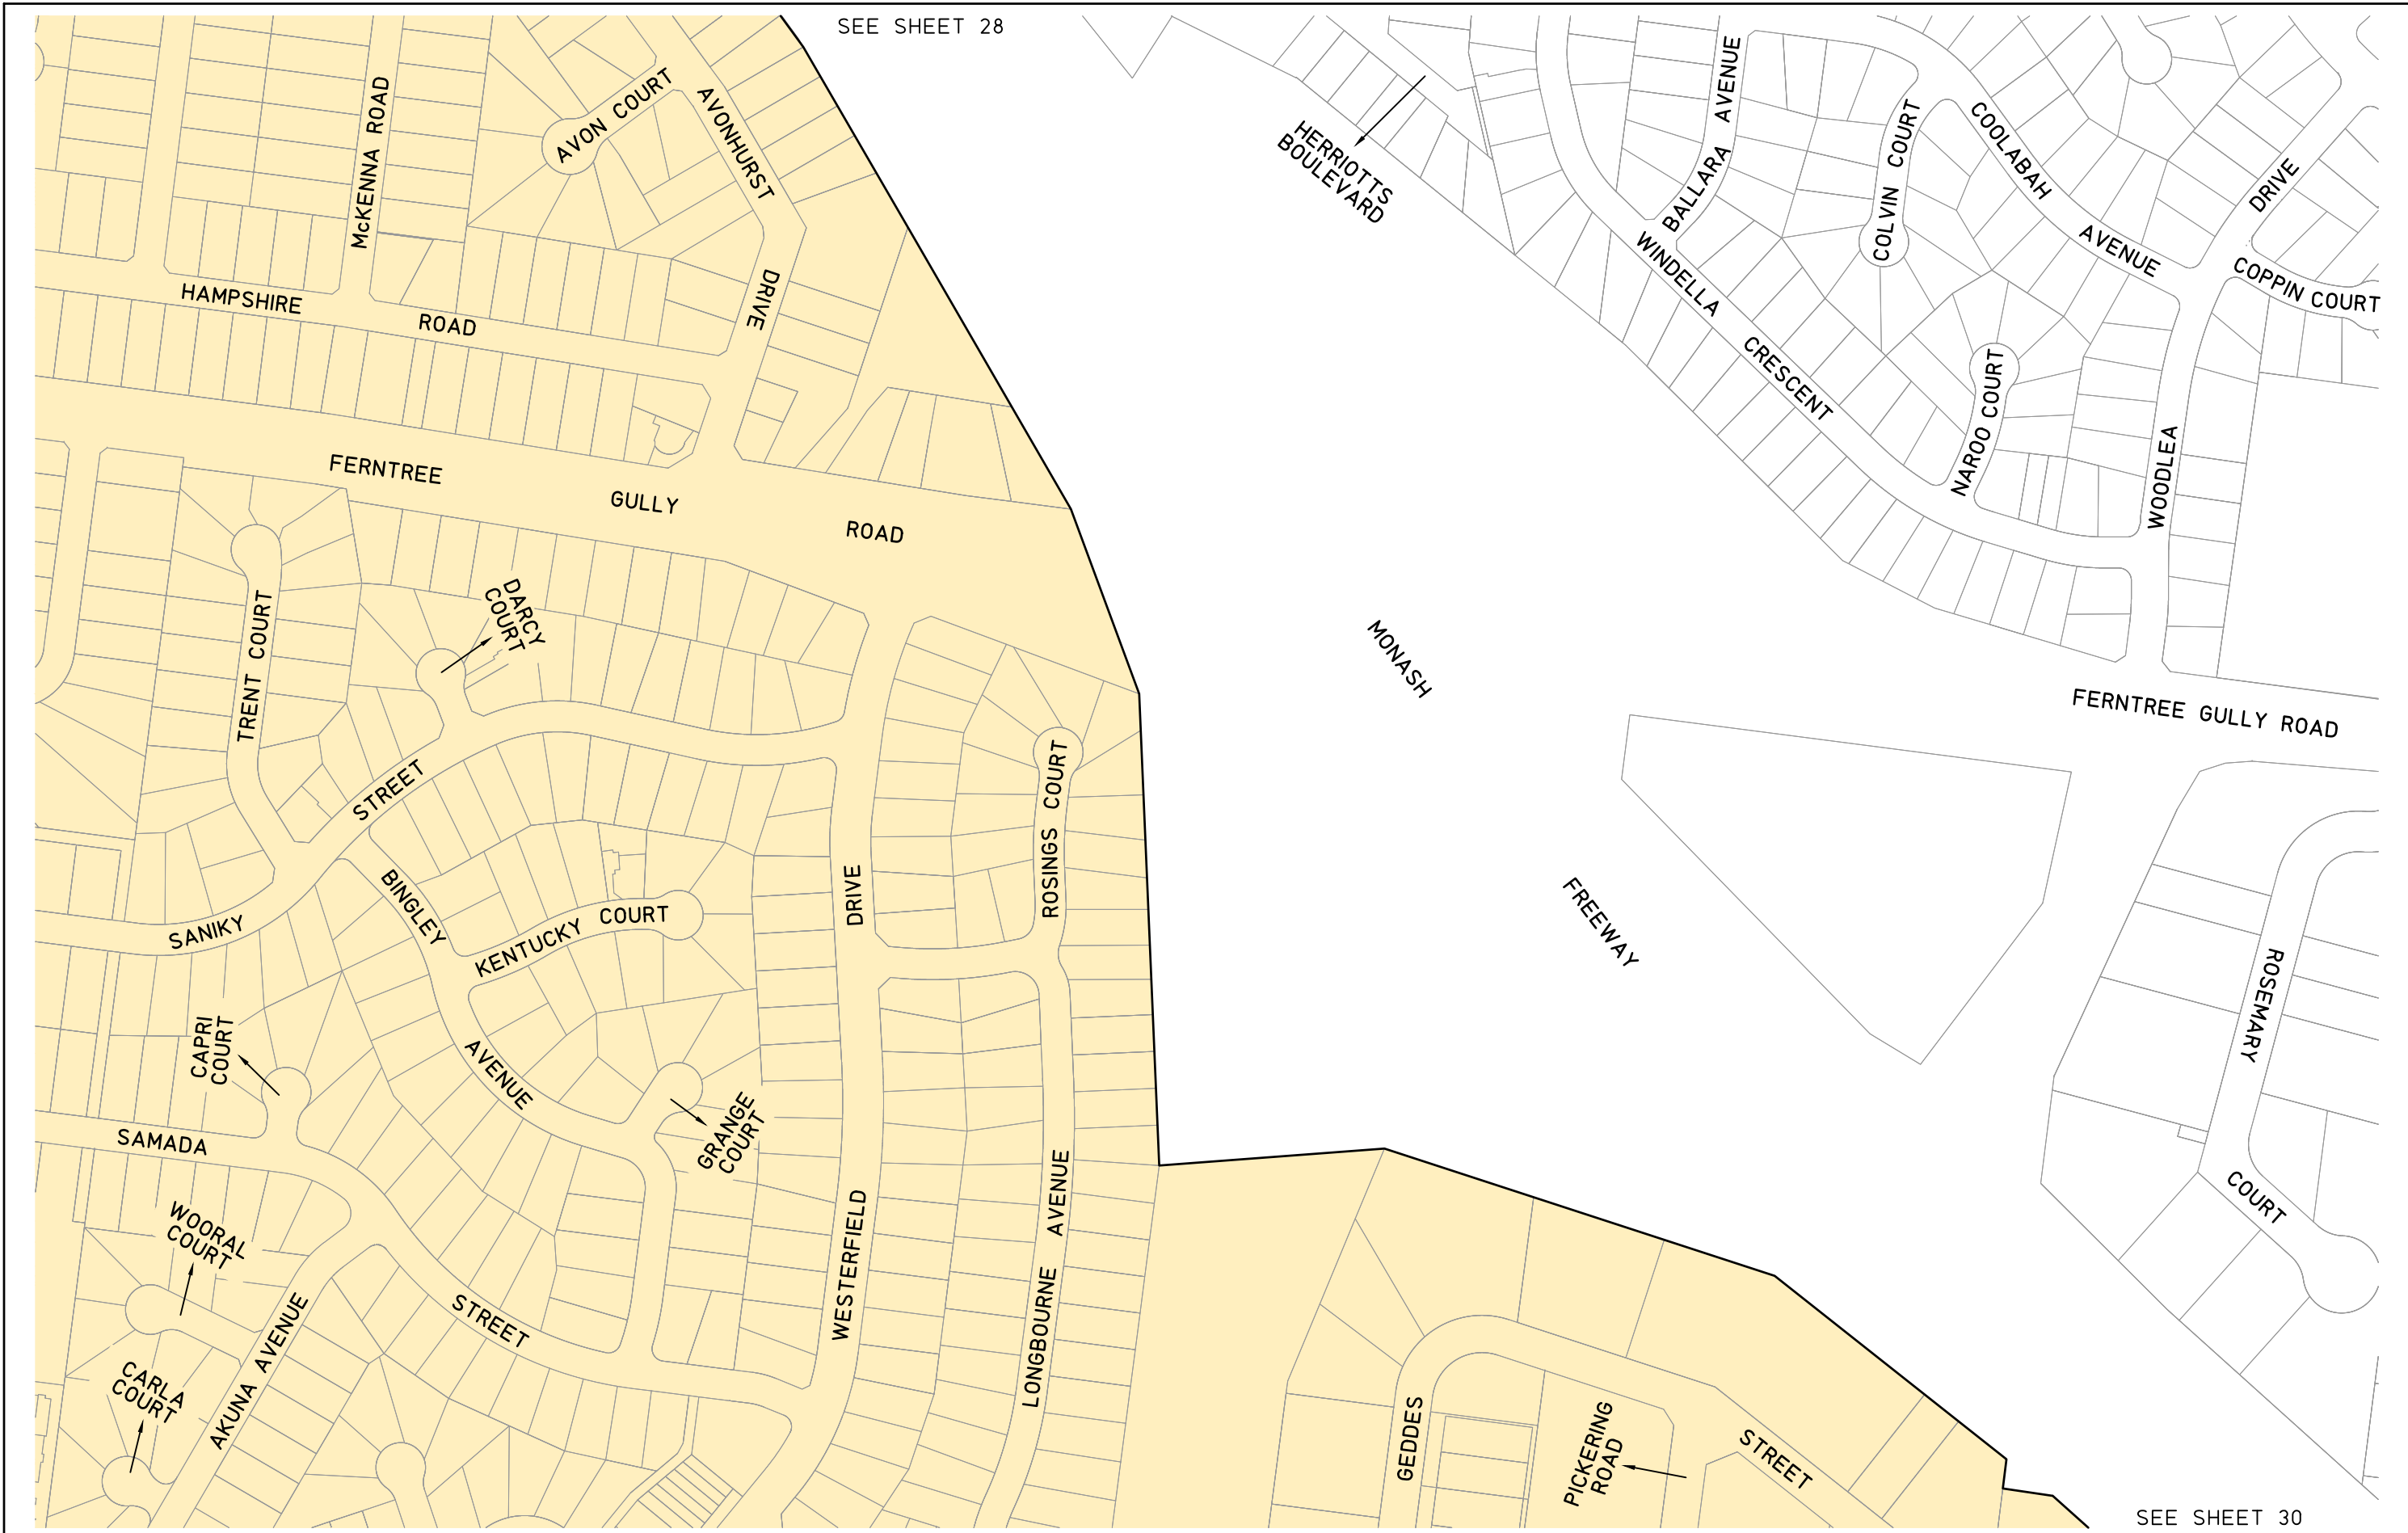 SEE SHEET 28
McKENNA ROAD
AVON COURT
AVONHURST
DRIVE
HAMPSHIRE
ROAD
HERRIOTTS
BOULEVARD
BALLARA AVENUE
COLVIN COURT
COOLABAH
AVENUE
DRIVE
COPPIN COURT
WINDELLA
CRESCENT
NAROO COURT
WOODLEA
FERNTREE
GULLY
ROAD
DARCY
COURT
TRENT COURT
MONASH
FREEWAY
FERNTREE GULLY ROAD
STREET
SANIKY
BINGLEY
AVENUE
KENTUCKY COURT
DRIVE
WESTERFIELD
ROSINGS COURT
ROSEMARY
COURT
CAPRI
COURT
GRANGE
COURT
SAMADA
STREET
WOORAL
COURT
CARLA
COURT
AKUNA AVENUE
LONGBOURNE AVENUE
GEDDES
STREET
PICKERING
ROAD
SEE SHEET 30